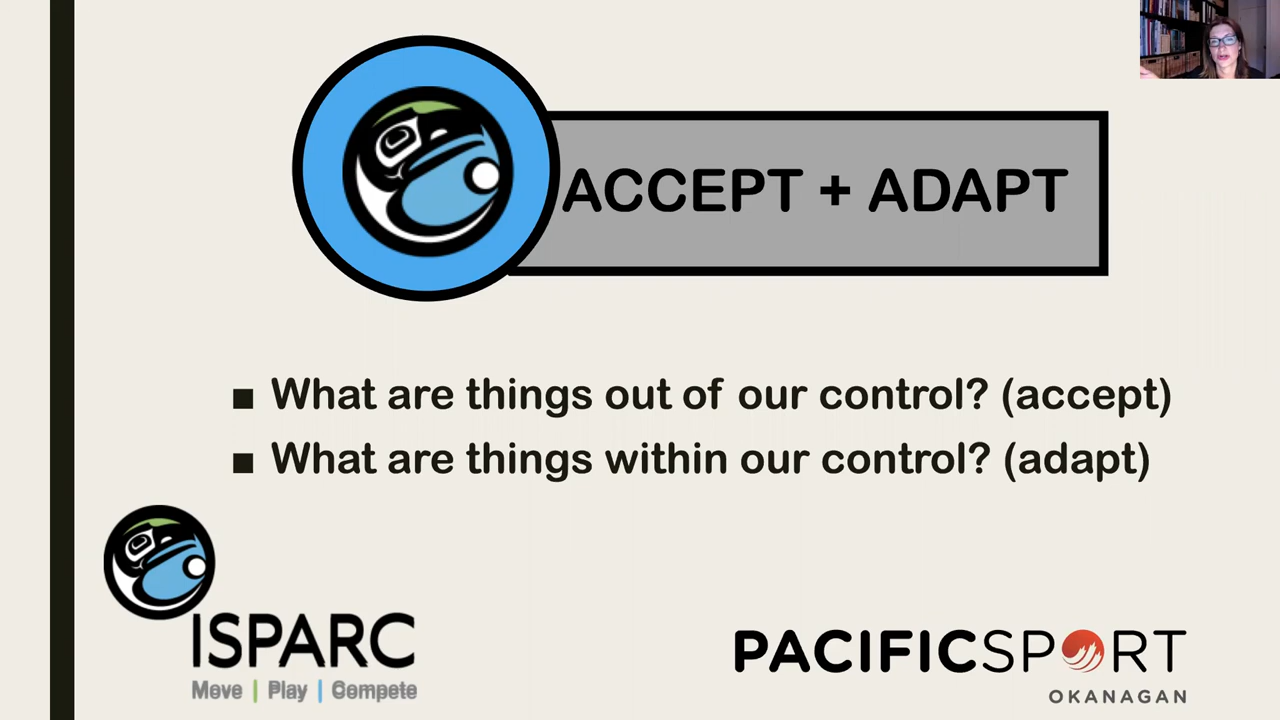 ACCEPT + ADAPT
■ What are things out of our control? (accept)
■ What are things within our control? (adapt)
ISPARC
Move | Play | Compete
PACIFICSPORT
OKANAGAN